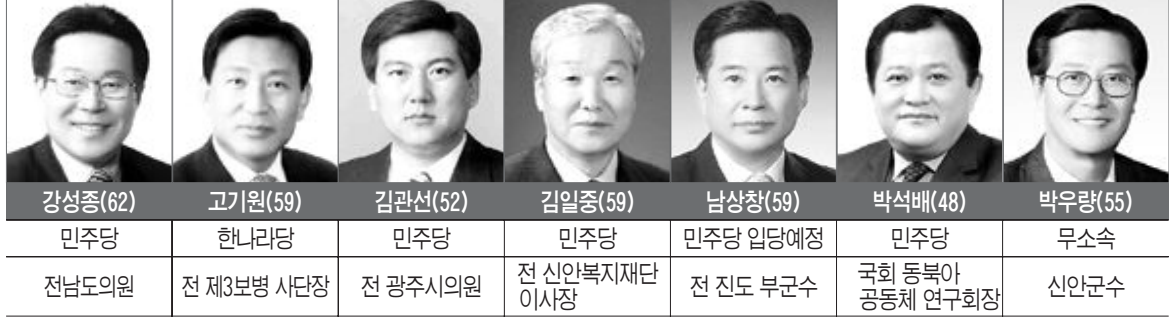 강성종(62) 고기원(59) 김관선(52) 김일중(59) 남상창(59) 박석배(48) 박우량(55)
민주당 한나라당 민주당 민주당 민주당 입당예정 민주당 무소속
전남도의원 전 제3보병 사단장 전 광주시의원 전 신안복지재단 이사장 전 진도 부군수 국회 동북아 공동체 연구회장 신안군수